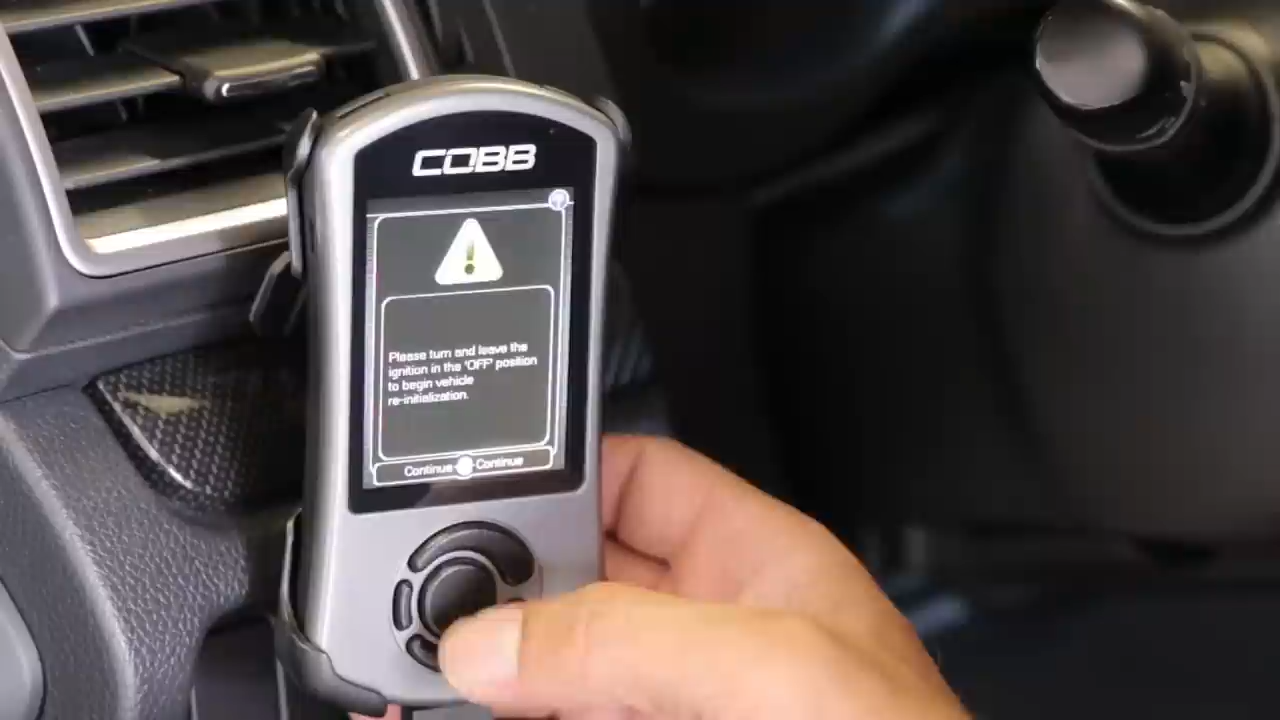 COBB
Please turn and leave the
ignition in the 'OFF' position
to begin vehicle
re-initialization.
Continue Continue